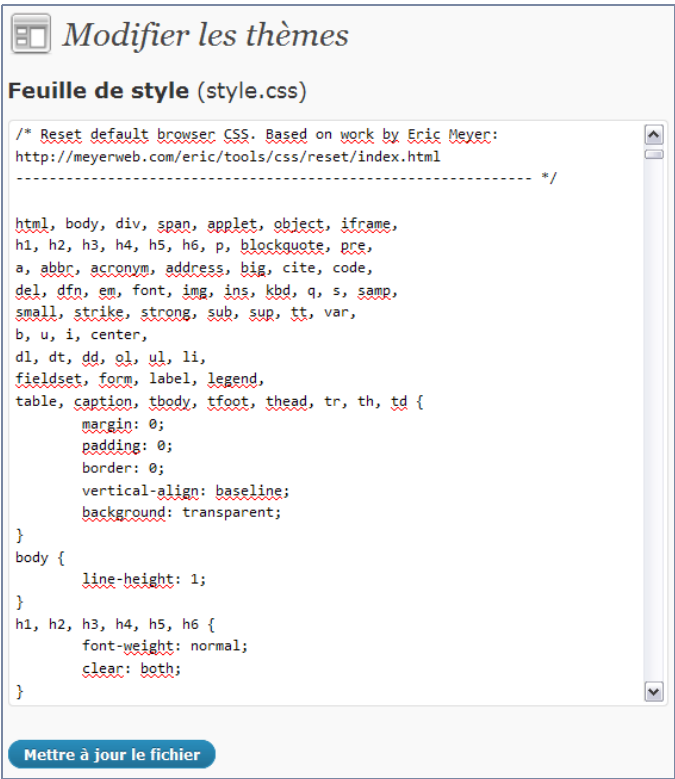 Modifier les thèmes
Feuille de style (style.css)
/* Reset default browser CSS. Based on work by Eric Meyer:
http://meyerweb.com/eric/tools/css/reset/index.html
--------------------------------------------------------------- */
html, body, div, span, applet, object, iframe,
h1, h2, h3, h4, h5, h6, p, blockquote, pre,
a, abbr, acronym, address, big, cite, code,
del, dfn, em, font, img, ins, kbd, q, s, samp,
small, strike, strong, sub, sup, tt, var,
b, u, i, center,
dl, dt, dd, ol, ul, li,
fieldset, form, label, legend,
table, caption, tbody, tfoot, thead, tr, th, td {
margin: 0;
padding: 0;
border: 0;
vertical-align: baseline;
background: transparent;
}
body {
line-height: 1;
}
h1, h2, h3, h4, h5, h6 {
font-weight: normal;
clear: both;
}
Mettre à jour le fichier